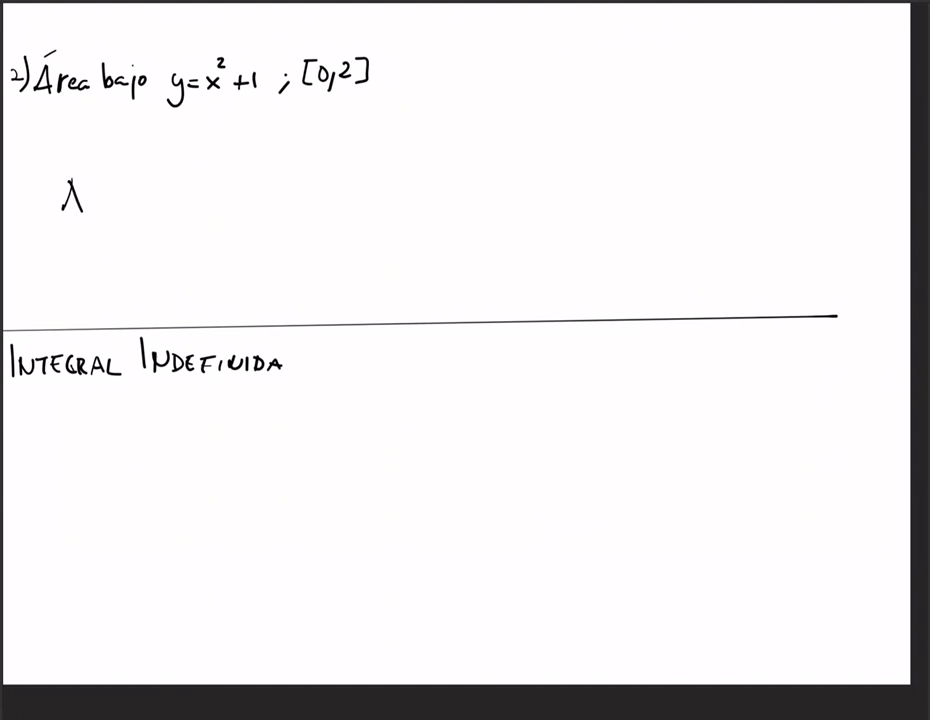 2) Área bajo y=x²+1 ; [0,2]
INTEGRAL INDEFINIDA